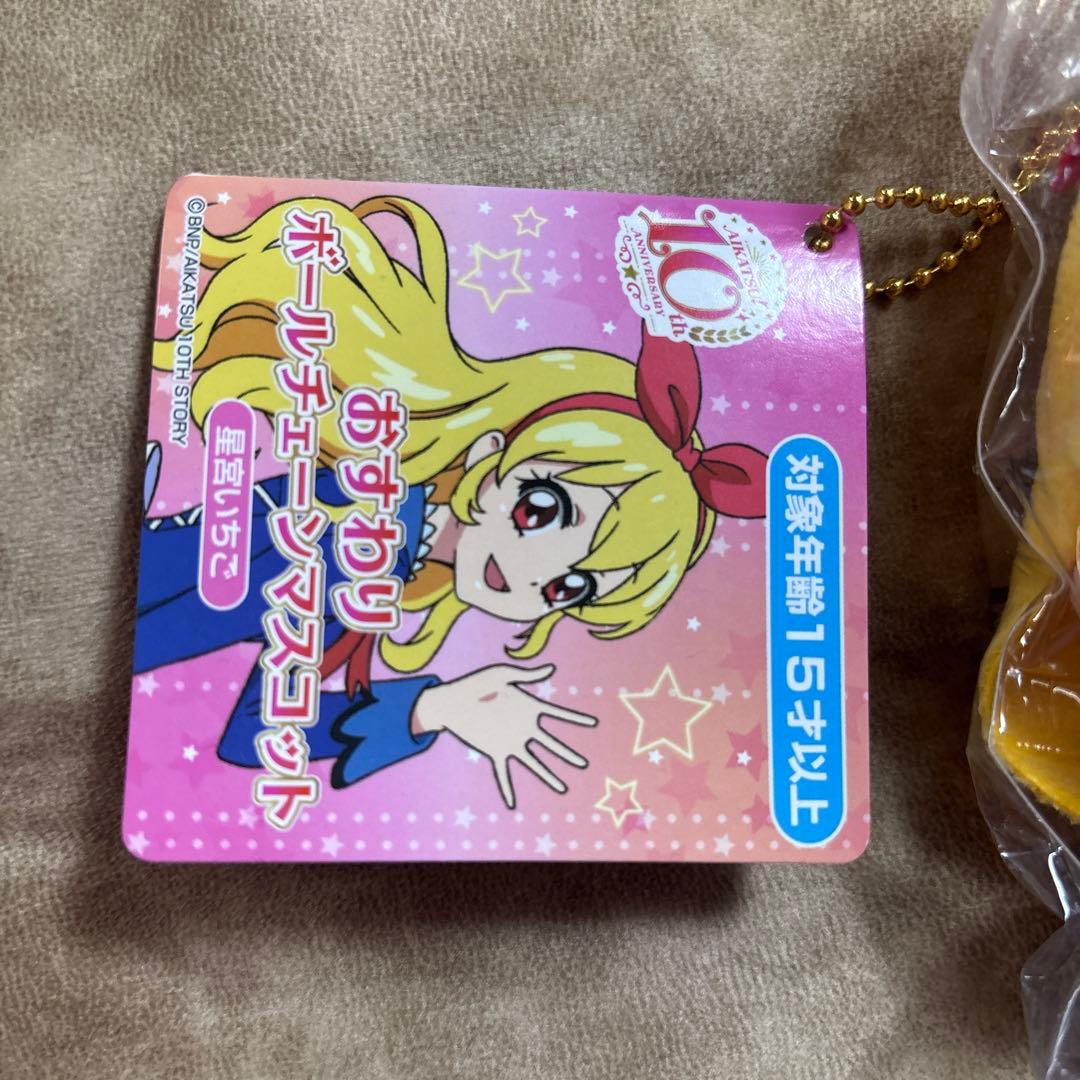 AIKATSU!
10th
ANNIVERSARY
対象年齢15才以上
おすわり
ボールチェーンマスコット
星宮いちご
©BNP/AIKATSU 10TH STORY